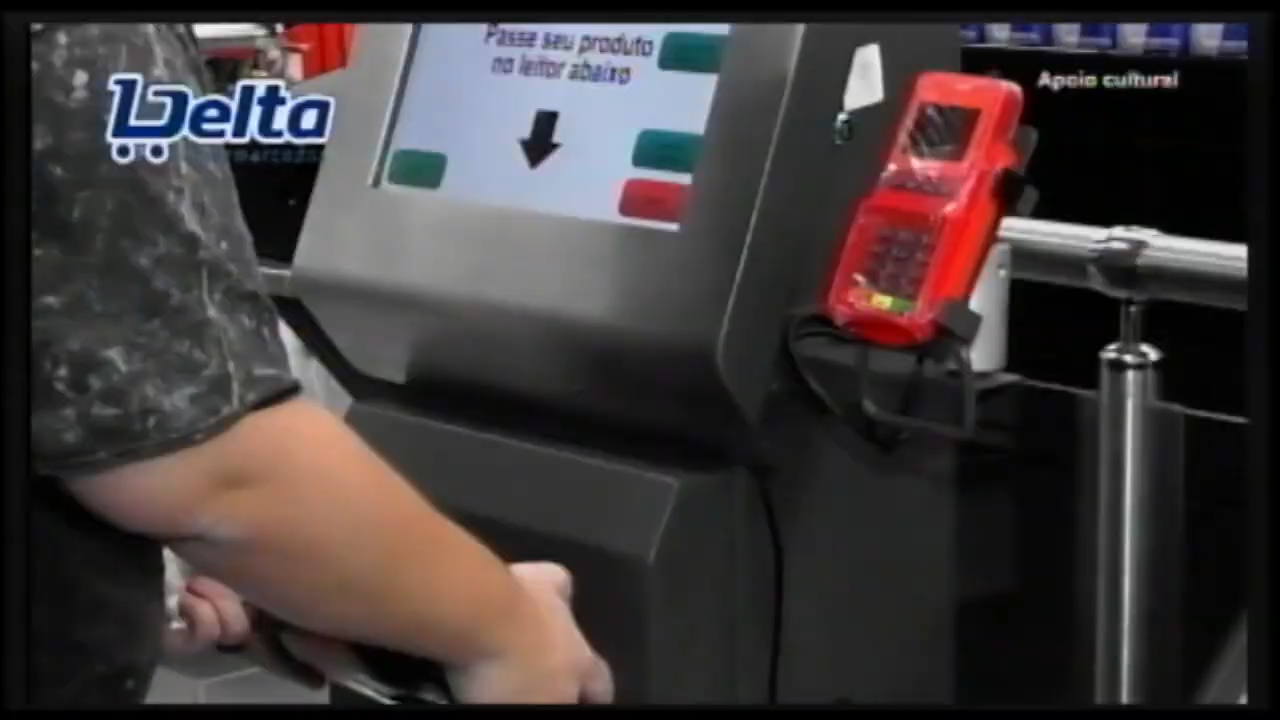 Passe seu produto
no leitor abaixo
Apoio cultural
Delta